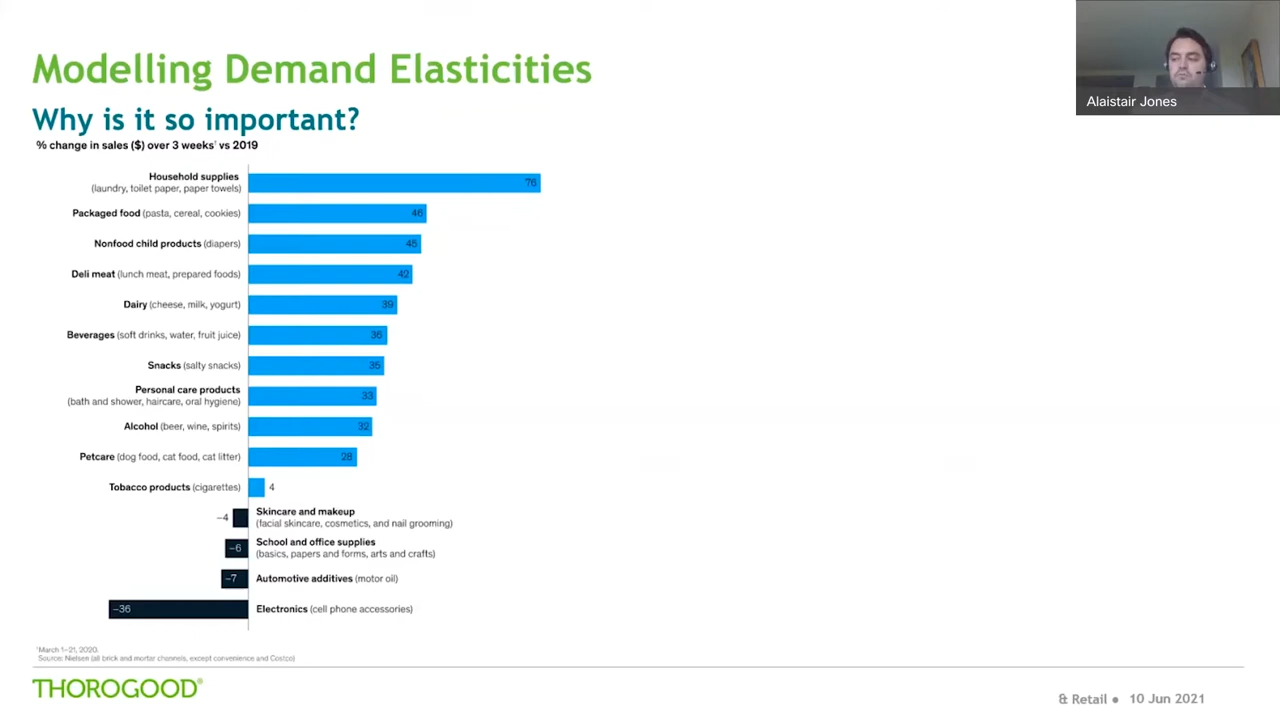 Modelling Demand Elasticities
Why is it so important?
% change in sales ($) over 3 weeks¹ vs 2019
Household supplies
(laundry, toilet paper, paper towels)
76
Packaged food (pasta, cereal, cookies)
46
Nonfood child products (diapers)
45
Deli meat (lunch meat, prepared foods)
42
Dairy (cheese, milk, yogurt)
39
Beverages (soft drinks, water, fruit juice)
36
Snacks (salty snacks)
35
Personal care products
(bath and shower, haircare, oral hygiene)
33
Alcohol (beer, wine, spirits)
32
Petcare (dog food, cat food, cat litter)
28
Tobacco products (cigarettes)
4
–4
Skincare and makeup
(facial skincare, cosmetics, and nail grooming)
–6
School and office supplies
(basics, papers and forms, arts and crafts)
–7
Automotive additives (motor oil)
–36
Electronics (cell phone accessories)
¹March 1–21, 2020.
Source: Nielsen (all brick and mortar channels, except convenience and Costco)
THOROGOOD®
& Retail ● 10 Jun 2021
Alaistair Jones